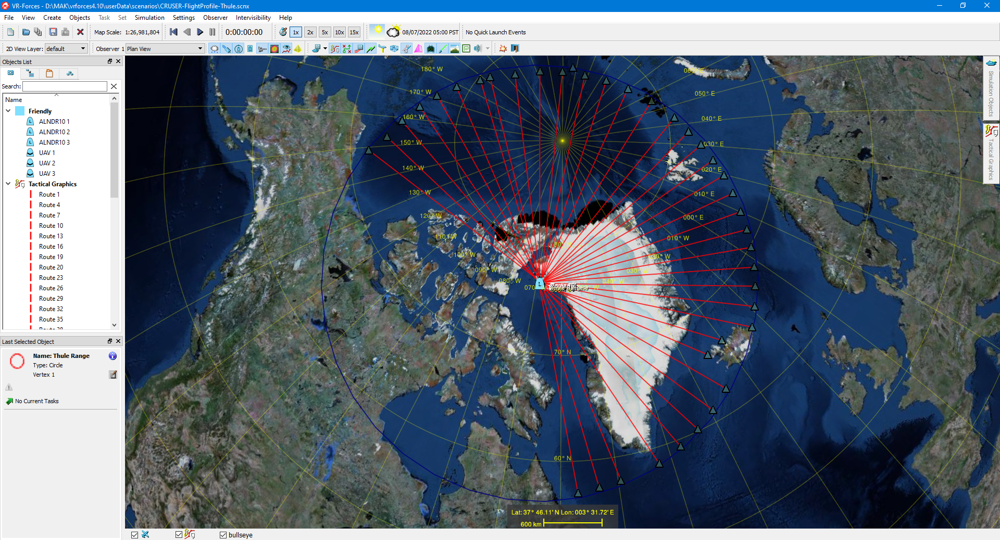 VR-Forces - D:\MAK\vrforces4.10\userData\scenarios\CRUSER-FlightProfile-Thule.scnx
File View Create Objects Task Set Simulation Settings Observer Intervisibility Help
Map Scale: 1:26,981,804
0:00:00:00
1x 2x 5x 10x 15x
08/07/2022 05:00 PST
No Quick Launch Events
2D View Layer: default
Observer 1 Plan View
Objects List
Search:
Name
Friendly
L ALNDR10 1
L ALNDR10 2
L ALNDR10 3
UAV 1
UAV 2
UAV 3
Tactical Graphics
Route 1
Route 4
Route 7
Route 10
Route 13
Route 16
Route 19
Route 20
Route 23
Route 26
Route 29
Route 32
Route 35
Last Selected Object
Name: Thule Range
Type: Circle
Vertex 1
No Current Tasks
180° W
170° W
160° W
150° W
140° W
130° W
120° W
110° W
100° W
090° W
080° W
070
060° E
050° E
040° E
030° E
020° E
010° E
000° E
010° W
020° W
030° W
040° W
80° N
70° N
60° N
L
Lat: 37° 46.11' N Lon: 003° 31.72' E
600 km
Simulation Objects
Tactical Graphics
bullseye